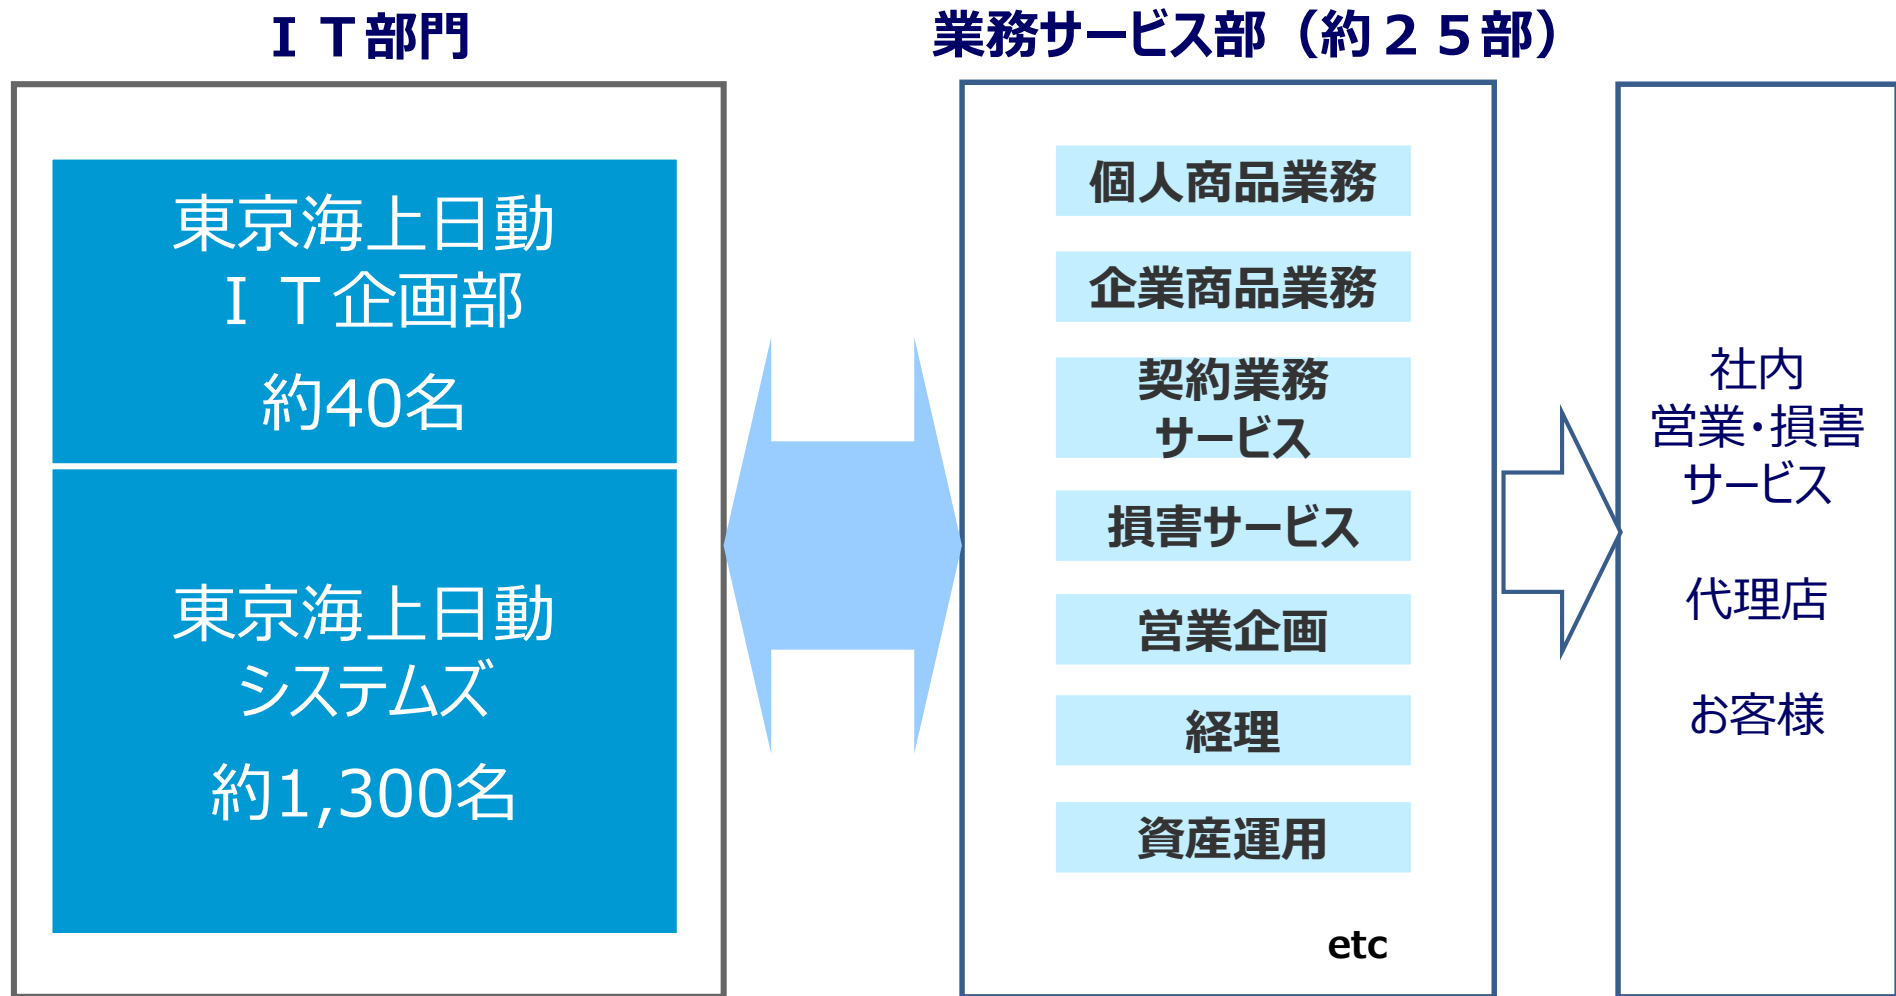 ＩＴ部門
東京海上日動
ＩＴ企画部
約40名
東京海上日動
システムズ
約1,300名
業務サービス部（約２５部）
個人商品業務
企業商品業務
契約業務
サービス
損害サービス
営業企画
経理
資産運用
etc
社内
営業・損害
サービス
代理店
お客様